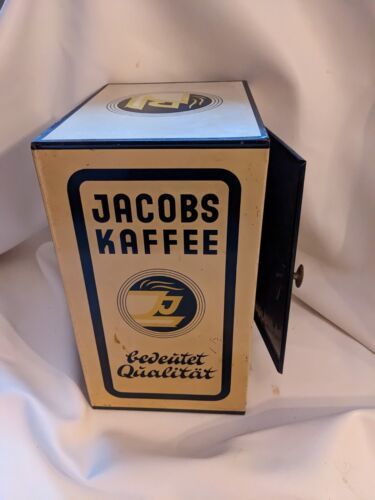 JACOBS
KAFFEE
J
bedeutet
Qualität